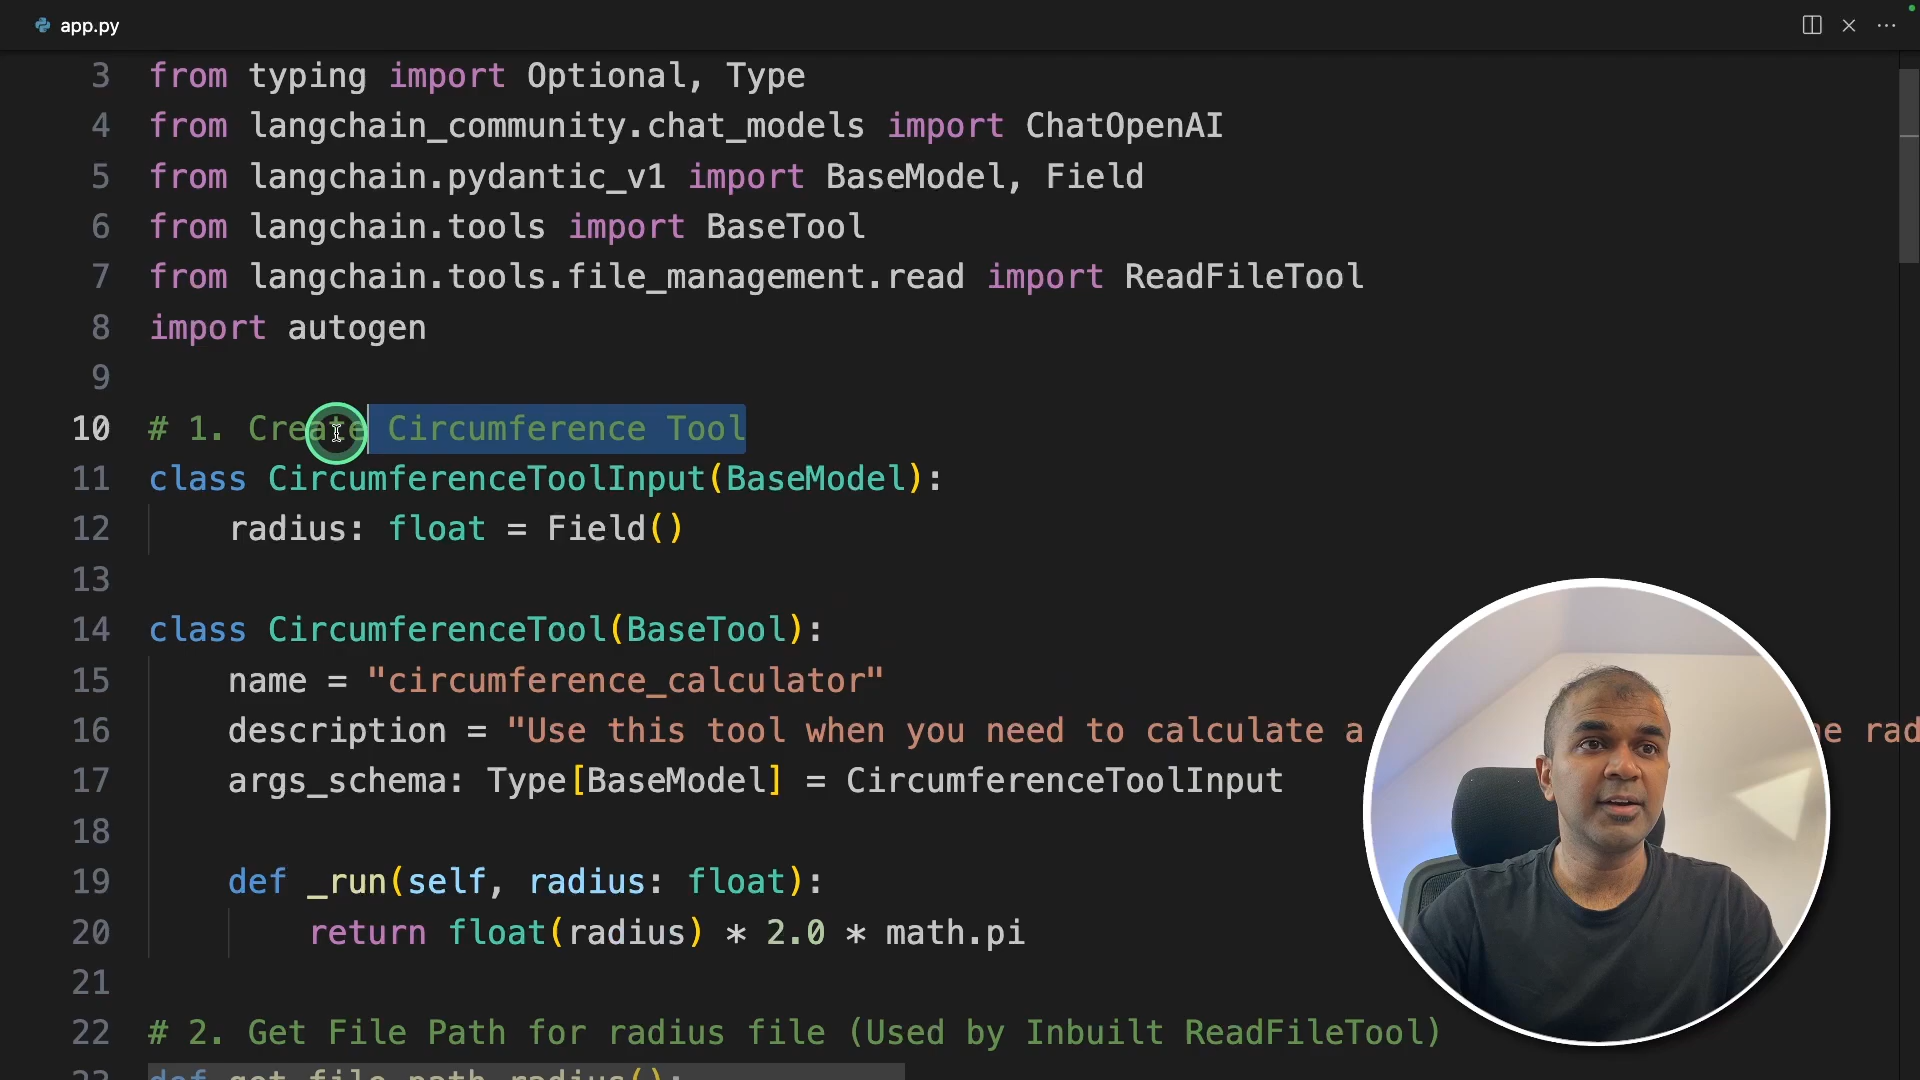 app.py
3 from typing import Optional, Type
4 from langchain_community.chat_models import ChatOpenAI
5 from langchain.pydantic_v1 import BaseModel, Field
6 from langchain.tools import BaseTool
7 from langchain.tools.file_management.read import ReadFileTool
8 import autogen
9
10 # 1. Create Circumference Tool
11 class CircumferenceToolInput(BaseModel):
12 radius: float = Field()
13
14 class CircumferenceTool(BaseTool):
15 name = "circumference_calculator"
16 description = "Use this tool when you need to calculate a
17 args_schema: Type[BaseModel] = CircumferenceToolInput
18
19 def _run(self, radius: float):
20 return float(radius) * 2.0 * math.pi
21
22 # 2. Get File Path for radius file (Used by Inbuilt ReadFileTool)